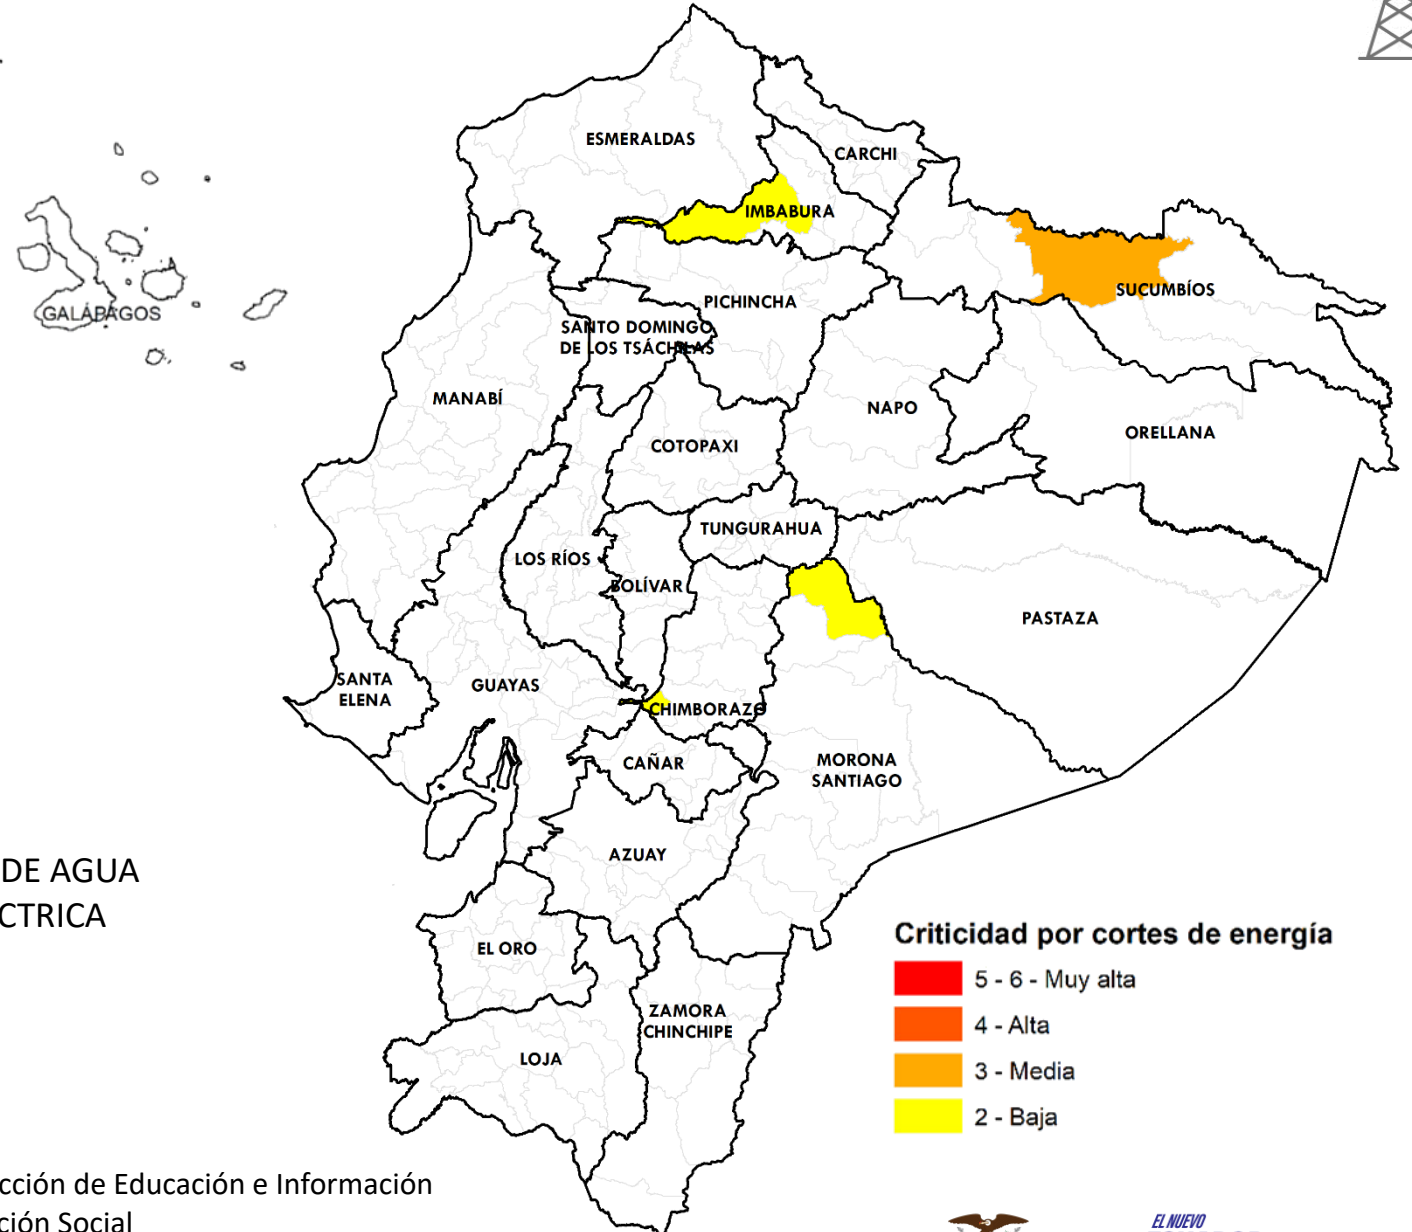 ESMERALDAS
CARCHI
IMBABURA
SUCUMBÍOS
PICHINCHA
GALÁPAGOS
SANTO DOMINGO
DE LOS TSÁCHILAS
MANABÍ
NAPO
ORELLANA
COTOPAXI
TUNGURAHUA
LOS RÍOS
BOLÍVAR
PASTAZA
SANTA
ELENA
GUAYAS
CHIMBORAZO
CAÑAR
MORONA
SANTIAGO
AZUAY
DE AGUA
CTRICA
EL ORO
ZAMORA
CHINCHIPE
LOJA
Criticidad por cortes de energía
5 - 6 - Muy alta
4 - Alta
3 - Media
2 - Baja
cción de Educación e Información
ción Social
EL NUEVO